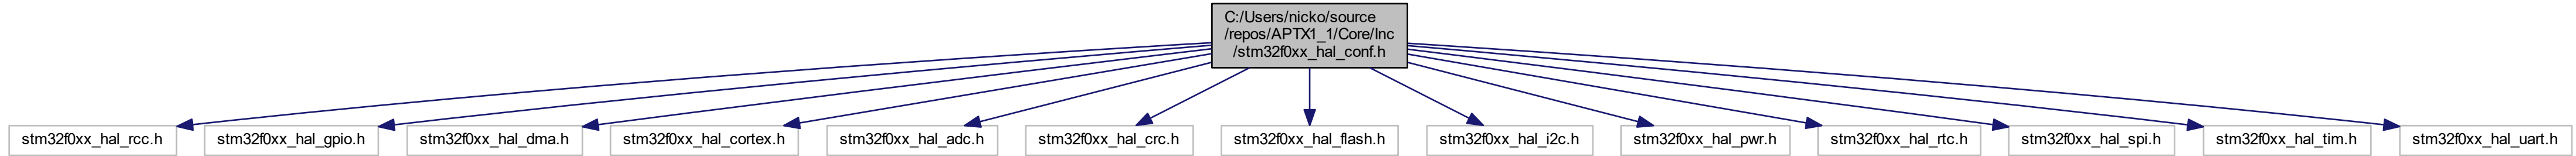 C:/Users/nicko/source
/repos/APTX1_1/Core/Inc
/stm32f0xx_hal_conf.h
stm32f0xx_hal_rcc.h
stm32f0xx_hal_gpio.h
stm32f0xx_hal_dma.h
stm32f0xx_hal_cortex.h
stm32f0xx_hal_adc.h
stm32f0xx_hal_crc.h
stm32f0xx_hal_flash.h
stm32f0xx_hal_i2c.h
stm32f0xx_hal_pwr.h
stm32f0xx_hal_rtc.h
stm32f0xx_hal_spi.h
stm32f0xx_hal_tim.h
stm32f0xx_hal_uart.h